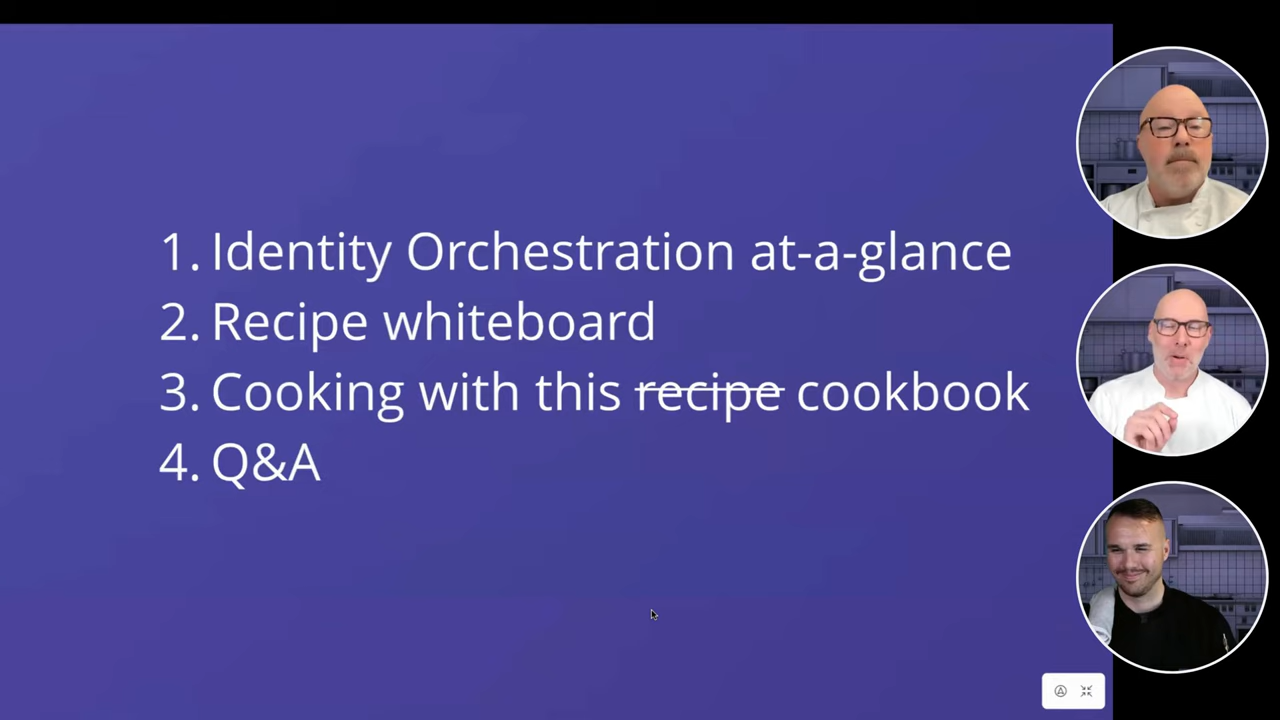 1. Identity Orchestration at-a-glance
2. Recipe whiteboard
3. Cooking with this recipe cookbook
4. Q&A